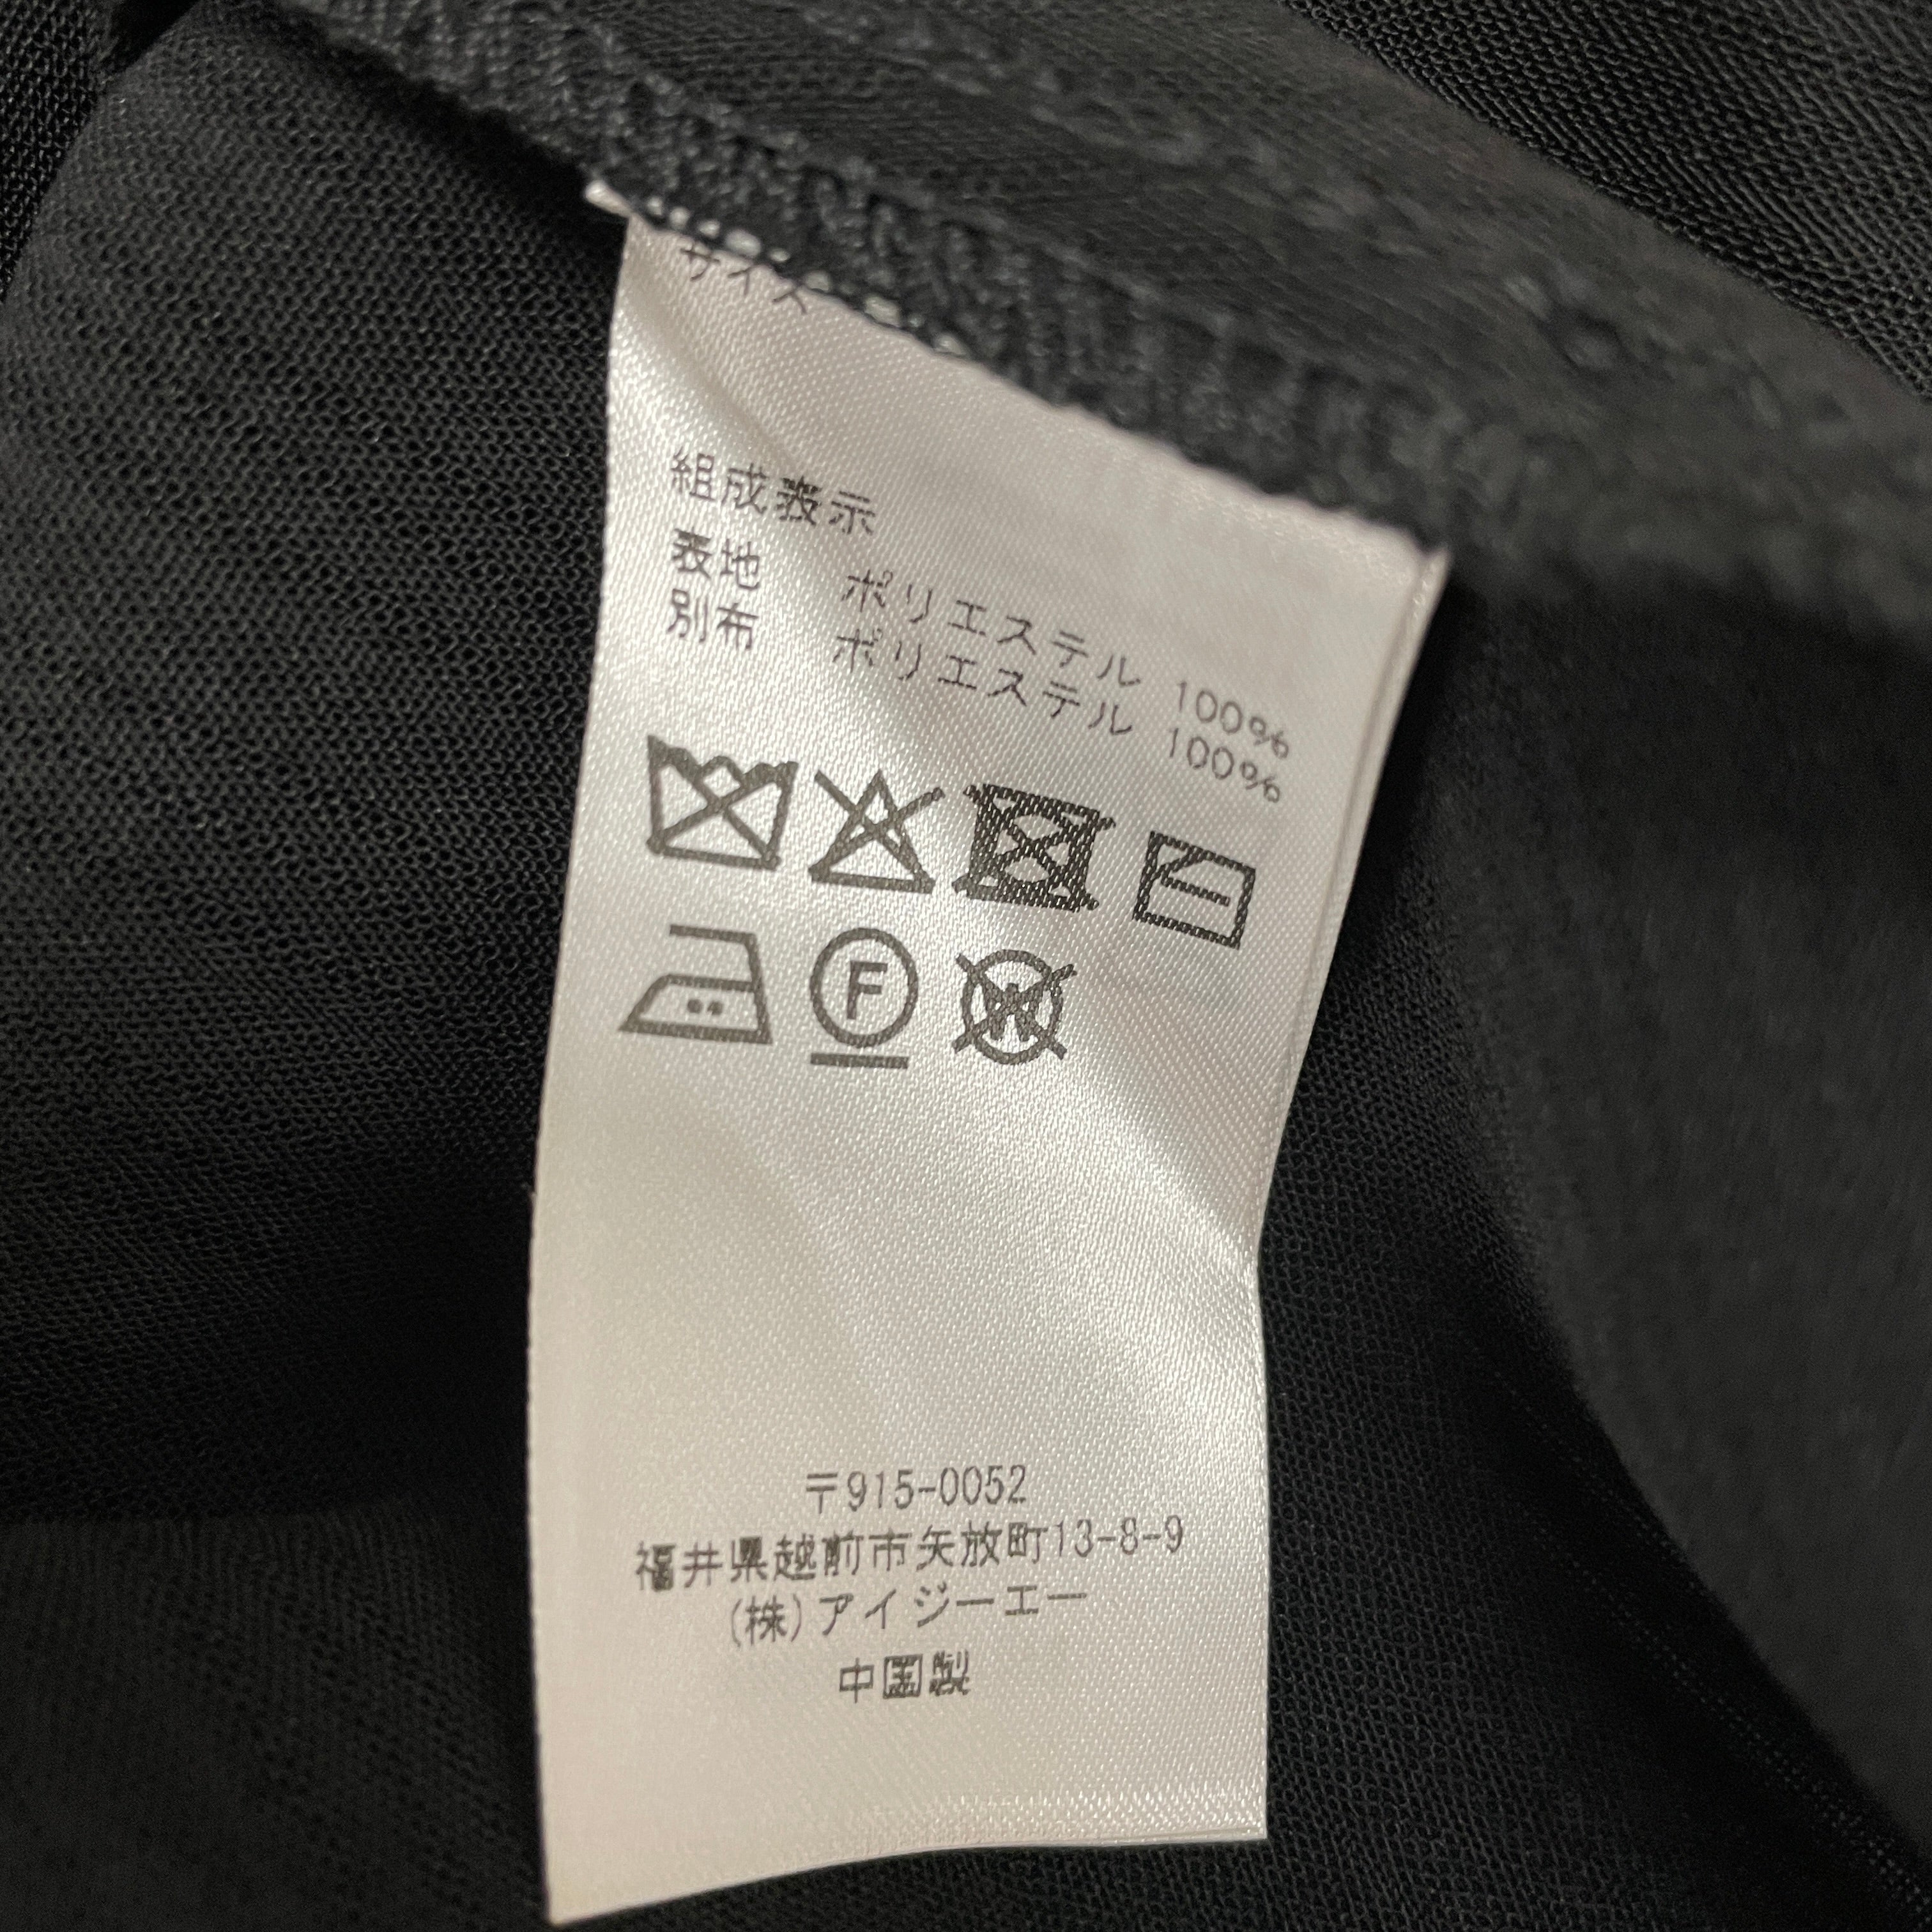 サイズ
組成表示
表地 ポリエステル 100%
別布 ポリエステル 100%
F
W
〒915-0052
福井県越前市矢放町13-8-9
(株)アイジーエー
中国製